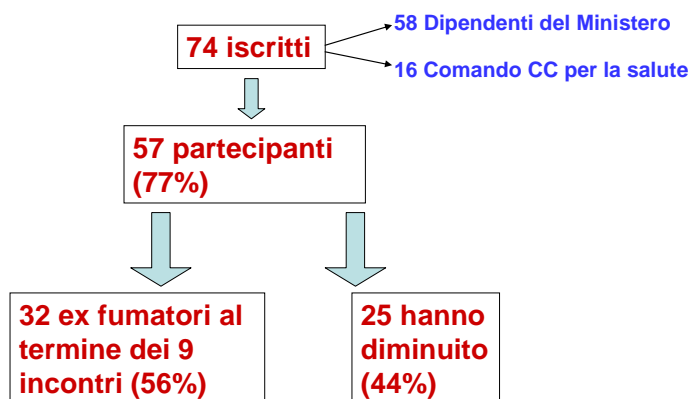 74 iscritti
58 Dipendenti del Ministero
16 Comando CC per la salute
57 partecipanti
(77%)
32 ex fumatori al
termine dei 9
incontri (56%)
25 hanno
diminuito
(44%)